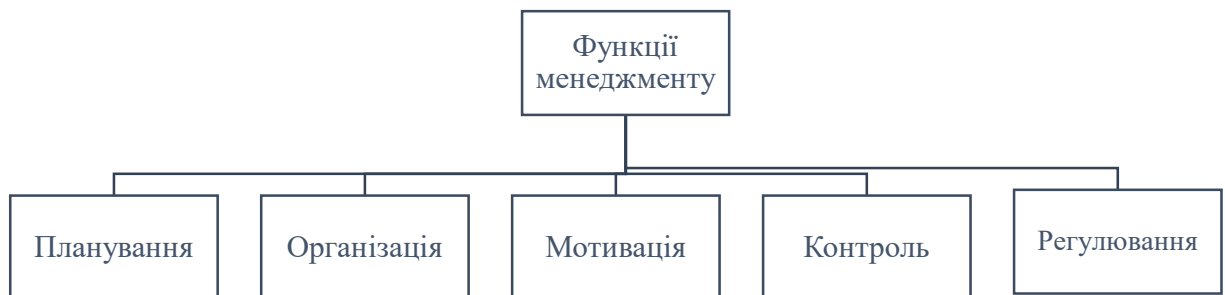 Функції
менеджменту
Планування
Організація
Мотивація
Контроль
Регулювання